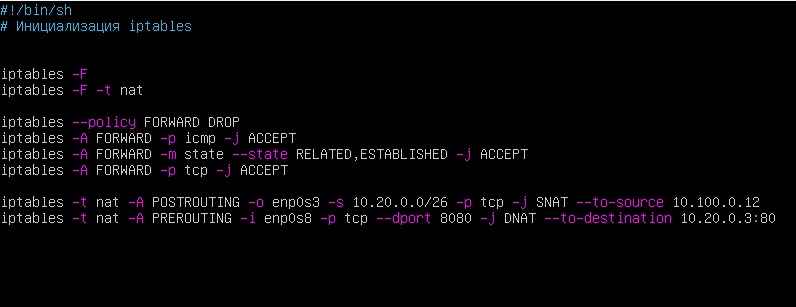 #!/bin/sh
# Инициализация iptables
iptables -F
iptables -F -t nat
iptables --policy FORWARD DROP
iptables -A FORWARD -p icmp -j ACCEPT
iptables -A FORWARD -m state --state RELATED,ESTABLISHED -j ACCEPT
iptables -A FORWARD -p tcp -j ACCEPT
iptables -t nat -A POSTROUTING -o enp0s3 -s 10.20.0.0/26 -p tcp -j SNAT --to-source 10.100.0.12
iptables -t nat -A PREROUTING -i enp0s8 -p tcp --dport 8080 -j DNAT --to-destination 10.20.0.3:80